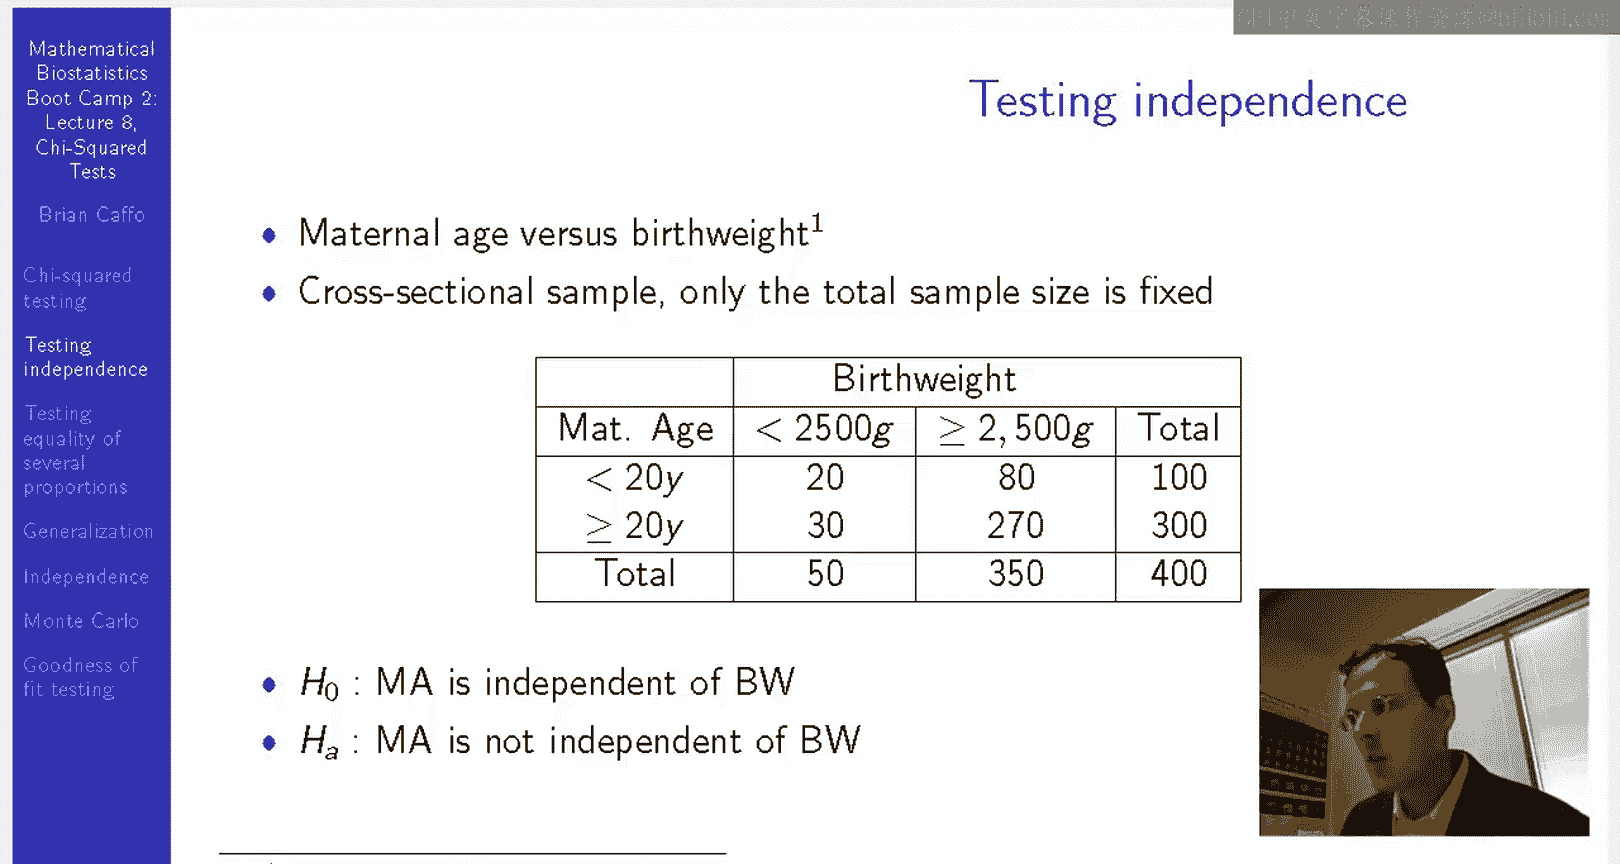 Mathematical
Biostatistics
Boot Camp 2:
Lecture 8,
Chi-Squared
Tests
Brian Caffo
Chi-squared
testing
Testing
independence
Testing
equality of
several
proportions
Generalization
Independence
Monte Carlo
Goodness of
fit testing
Testing independence
• Maternal age versus birthweight¹
• Cross-sectional sample, only the total sample size is fixed
Birthweight
Mat. Age < 2500g ≥ 2,500g Total
< 20y 20 80 100
≥ 20y 30 270 300
Total 50 350 400
• H₀ : MA is independent of BW
• Hₐ : MA is not independent of BW